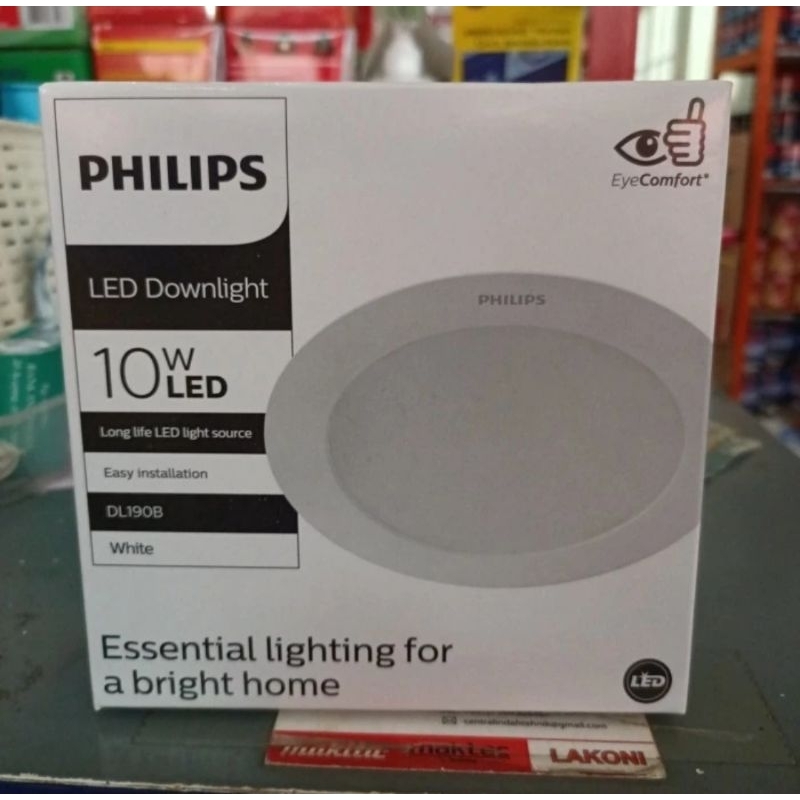 PHILIPS
EyeComfort*
LED Downlight
PHILIPS
10W
LED
Long life LED light source
Easy installation
DL190B
White
Essential lighting for
a bright home
LED
LAKONI